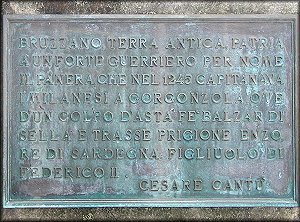 BRUZZANO, TERRA ANTICA, PATRIA
A UN FORTE GUERRIERO PER NOME
IL PANERA, CHE NEL 1245 CAPITANAVA
I MILANESI A GORGONZOLA OVE
D'UN COLPO D'ASTA FE' BALZAR DI
SELLA E TRASSE PRIGIONE ENZO,
RE DI SARDEGNA FIGLIUOLO DI
FEDERICO II.
CESARE CANTÙ